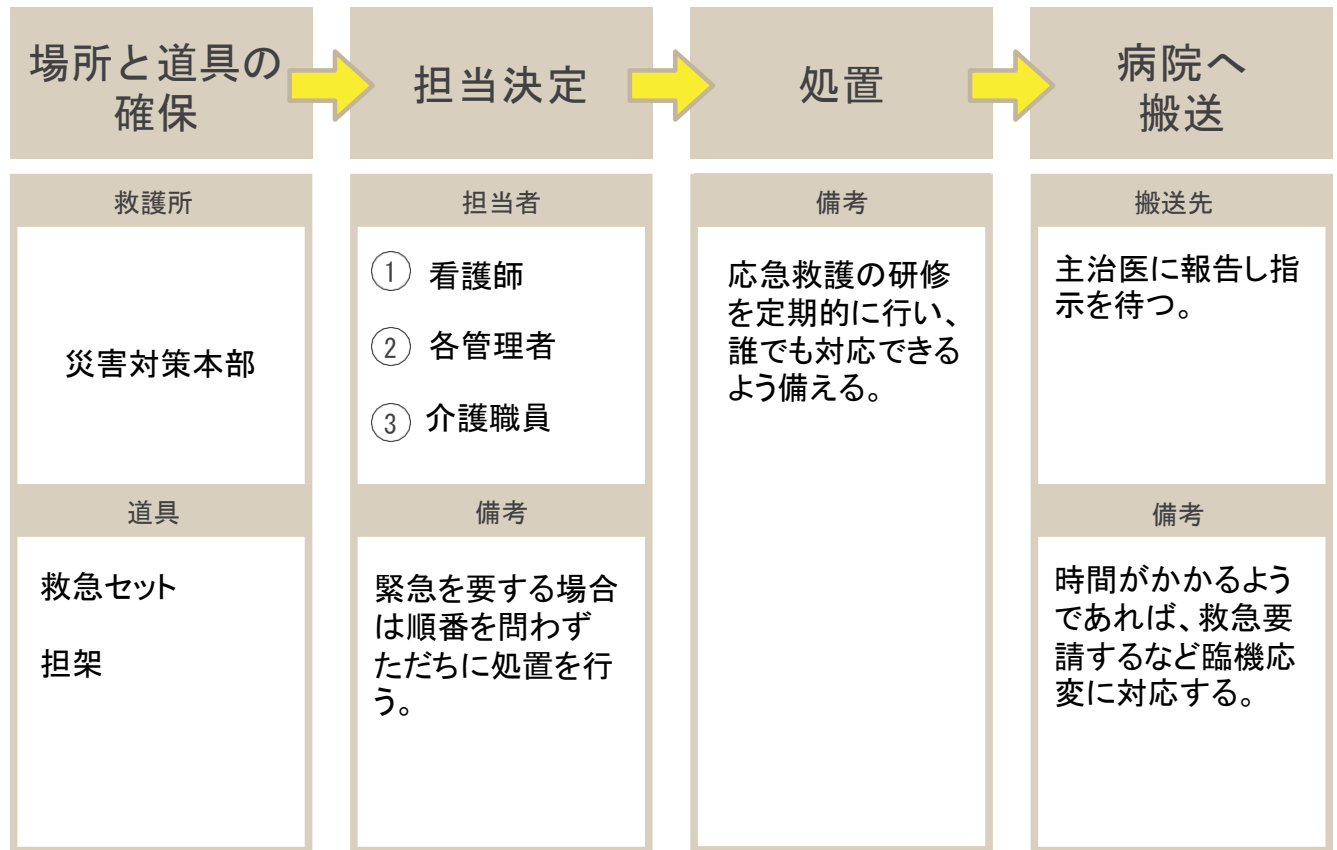 場所と道具の
確保
担当決定
処置
病院へ
搬送
救護所
災害対策本部
道具
救急セット
担架
担当者
① 看護師
② 各管理者
③ 介護職員
備考
緊急を要する場合
は順番を問わず
ただちに処置を行
う。
備考
応急救護の研修
を定期的に行い、
誰でも対応できる
よう備える。
搬送先
主治医に報告し指
示を待つ。
備考
時間がかかるよう
であれば、救急要
請するなど臨機応
変に対応する。